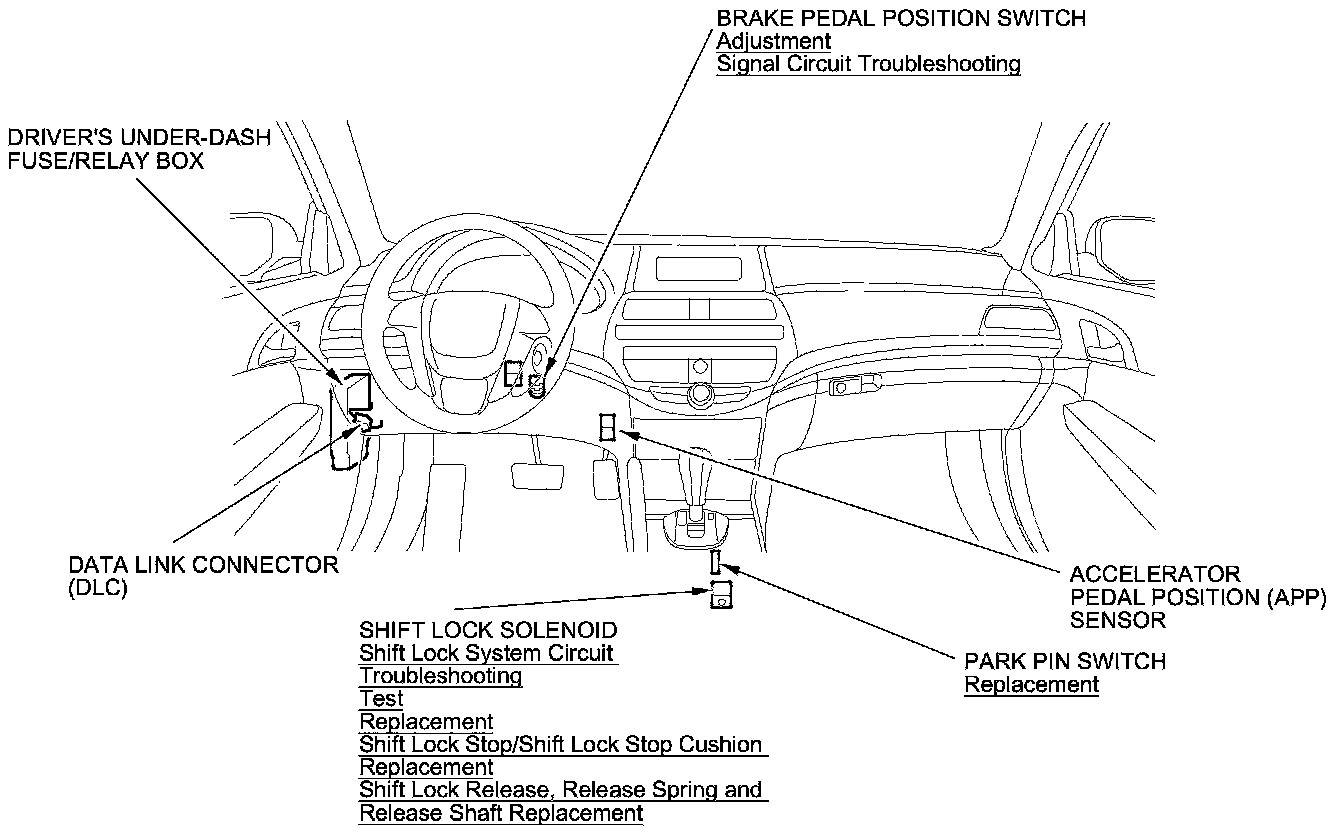 BRAKE PEDAL POSITION SWITCH
Adjustment
Signal Circuit Troubleshooting
DRIVER'S UNDER-DASH
FUSE/RELAY BOX
DATA LINK CONNECTOR
(DLC)
ACCELERATOR
PEDAL POSITION (APP)
SENSOR
SHIFT LOCK SOLENOID
Shift Lock System Circuit
Troubleshooting
Test
Replacement
Shift Lock Stop/Shift Lock Stop Cushion
Replacement
Shift Lock Release, Release Spring and
Release Shaft Replacement
PARK PIN SWITCH
Replacement